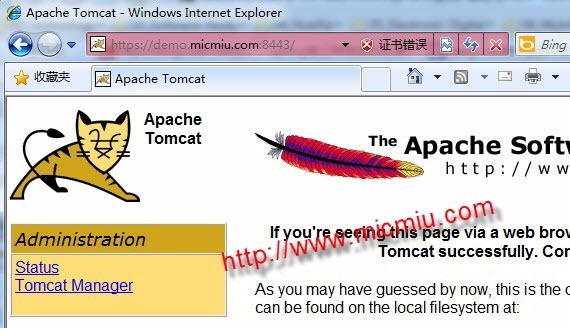 Apache Tomcat - Windows Internet Explorer
https://demo.micmiu.com:8443/
证书错误
Bing
收藏夹
Apache Tomcat
Apache
Tomcat
The Apache Softw
http://ww
Administration
Status
Tomcat Manager
If you're seeing this page via a web brow
Tomcat successfully. Con
As you may have guessed by now, this is the d
can be found on the local filesystem at:
http://www.micmiu.com